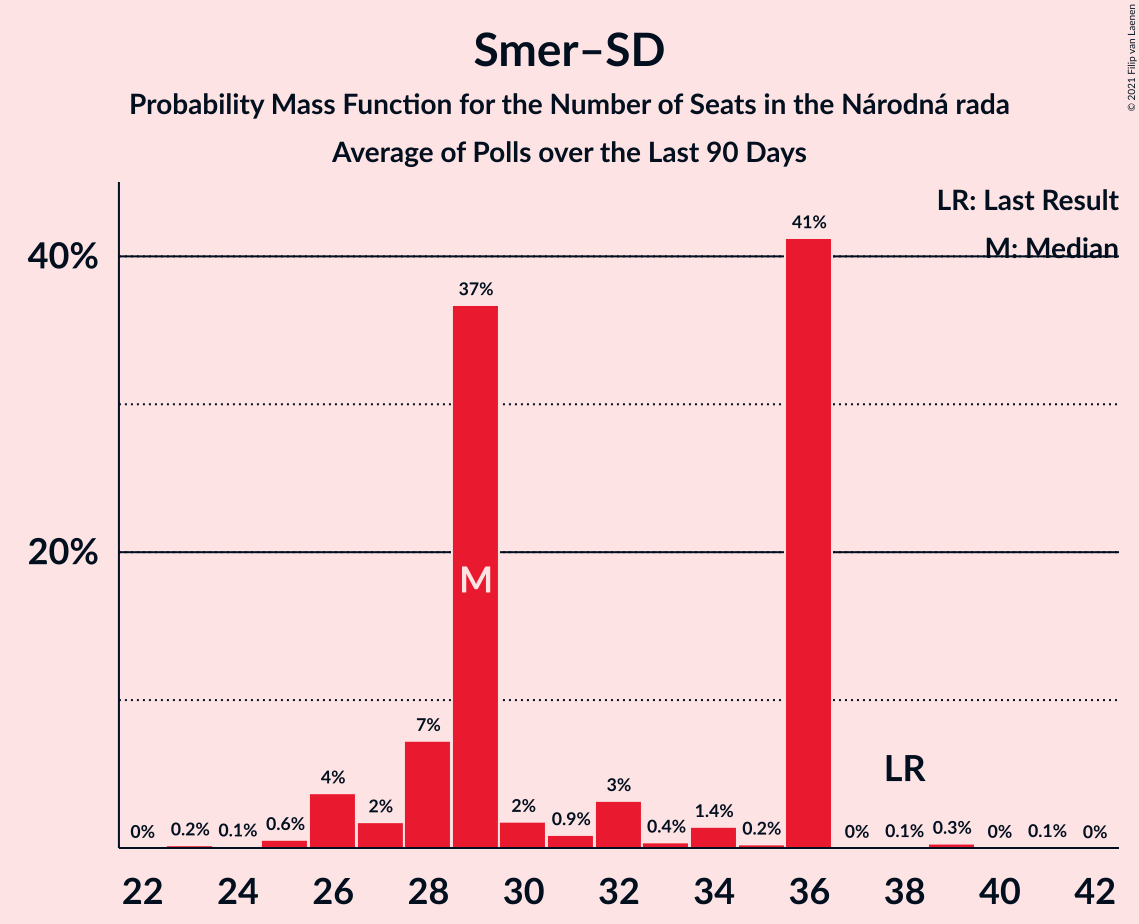 © 2021 Filip van Laenen
Smer–SD
Probability Mass Function for the Number of Seats in the Národná rada
Average of Polls over the Last 90 Days
LR: Last Result
M: Median
40%
20%
0%
0.2%
0.1%
0.6%
4%
2%
7%
37%
2%
0.9%
3%
0.4%
1.4%
0.2%
41%
0%
0.1%
0.3%
0%
0.1%
0%
M
LR
22 24 26 28 30 32 34 36 38 40 42